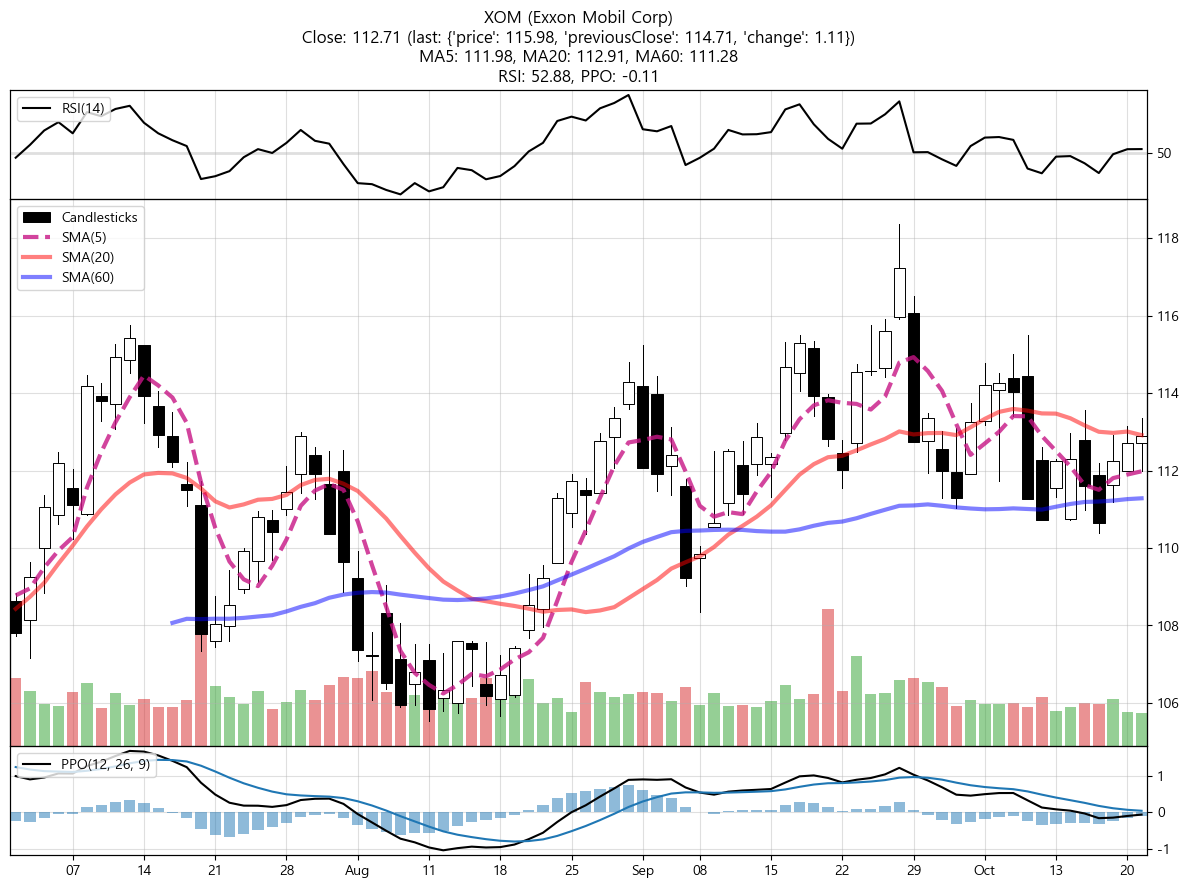 XOM (Exxon Mobil Corp)
Close: 112.71 (last: {'price': 115.98, 'previousClose': 114.71, 'change': 1.11})
MA5: 111.98, MA20: 112.91, MA60: 111.28
RSI: 52.88, PPO: -0.11
RSI(14)
50
Candlesticks
SMA(5)
SMA(20)
SMA(60)
118
116
114
112
110
108
106
PPO(12, 26, 9)
1
0
-1
07 14 21 28 Aug 11 18 25 Sep 08 15 22 29 Oct 13 20